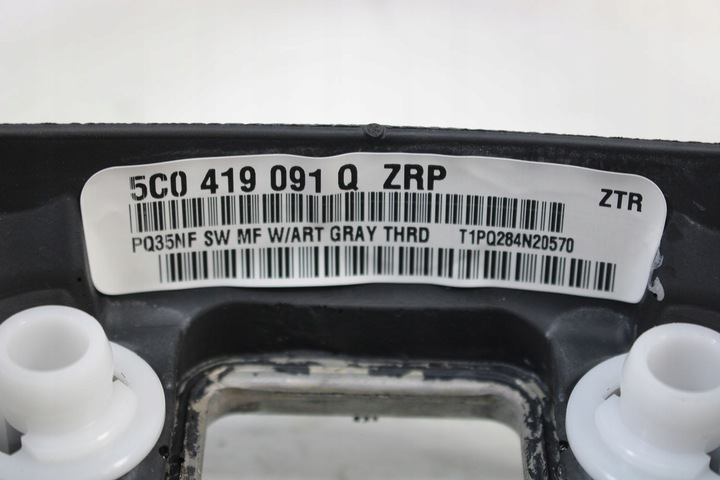 5C0 419 091 Q ZRP
ZTR
PQ35NF SW MF W/ART GRAY THRD T1PQ284N20570